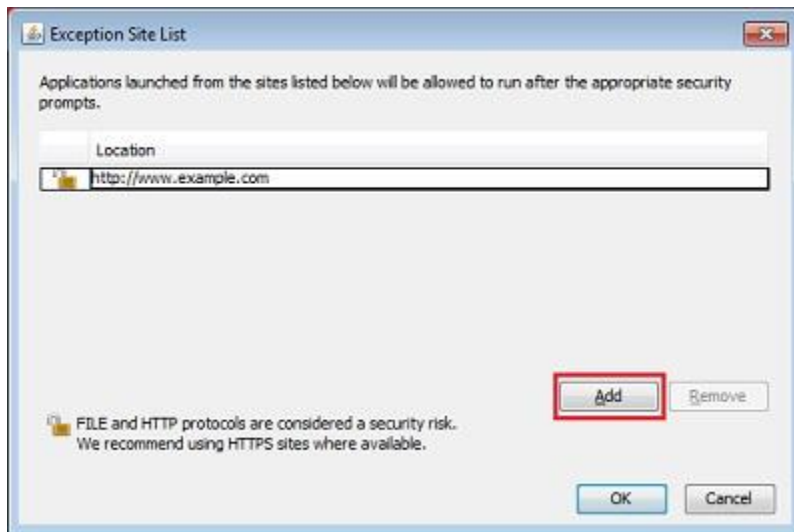 Exception Site List
Applications launched from the sites listed below will be allowed to run after the appropriate security
prompts.
Location
http://www.example.com
Add
Remove
FILE and HTTP protocols are considered a security risk.
We recommend using HTTPS sites where available.
OK
Cancel